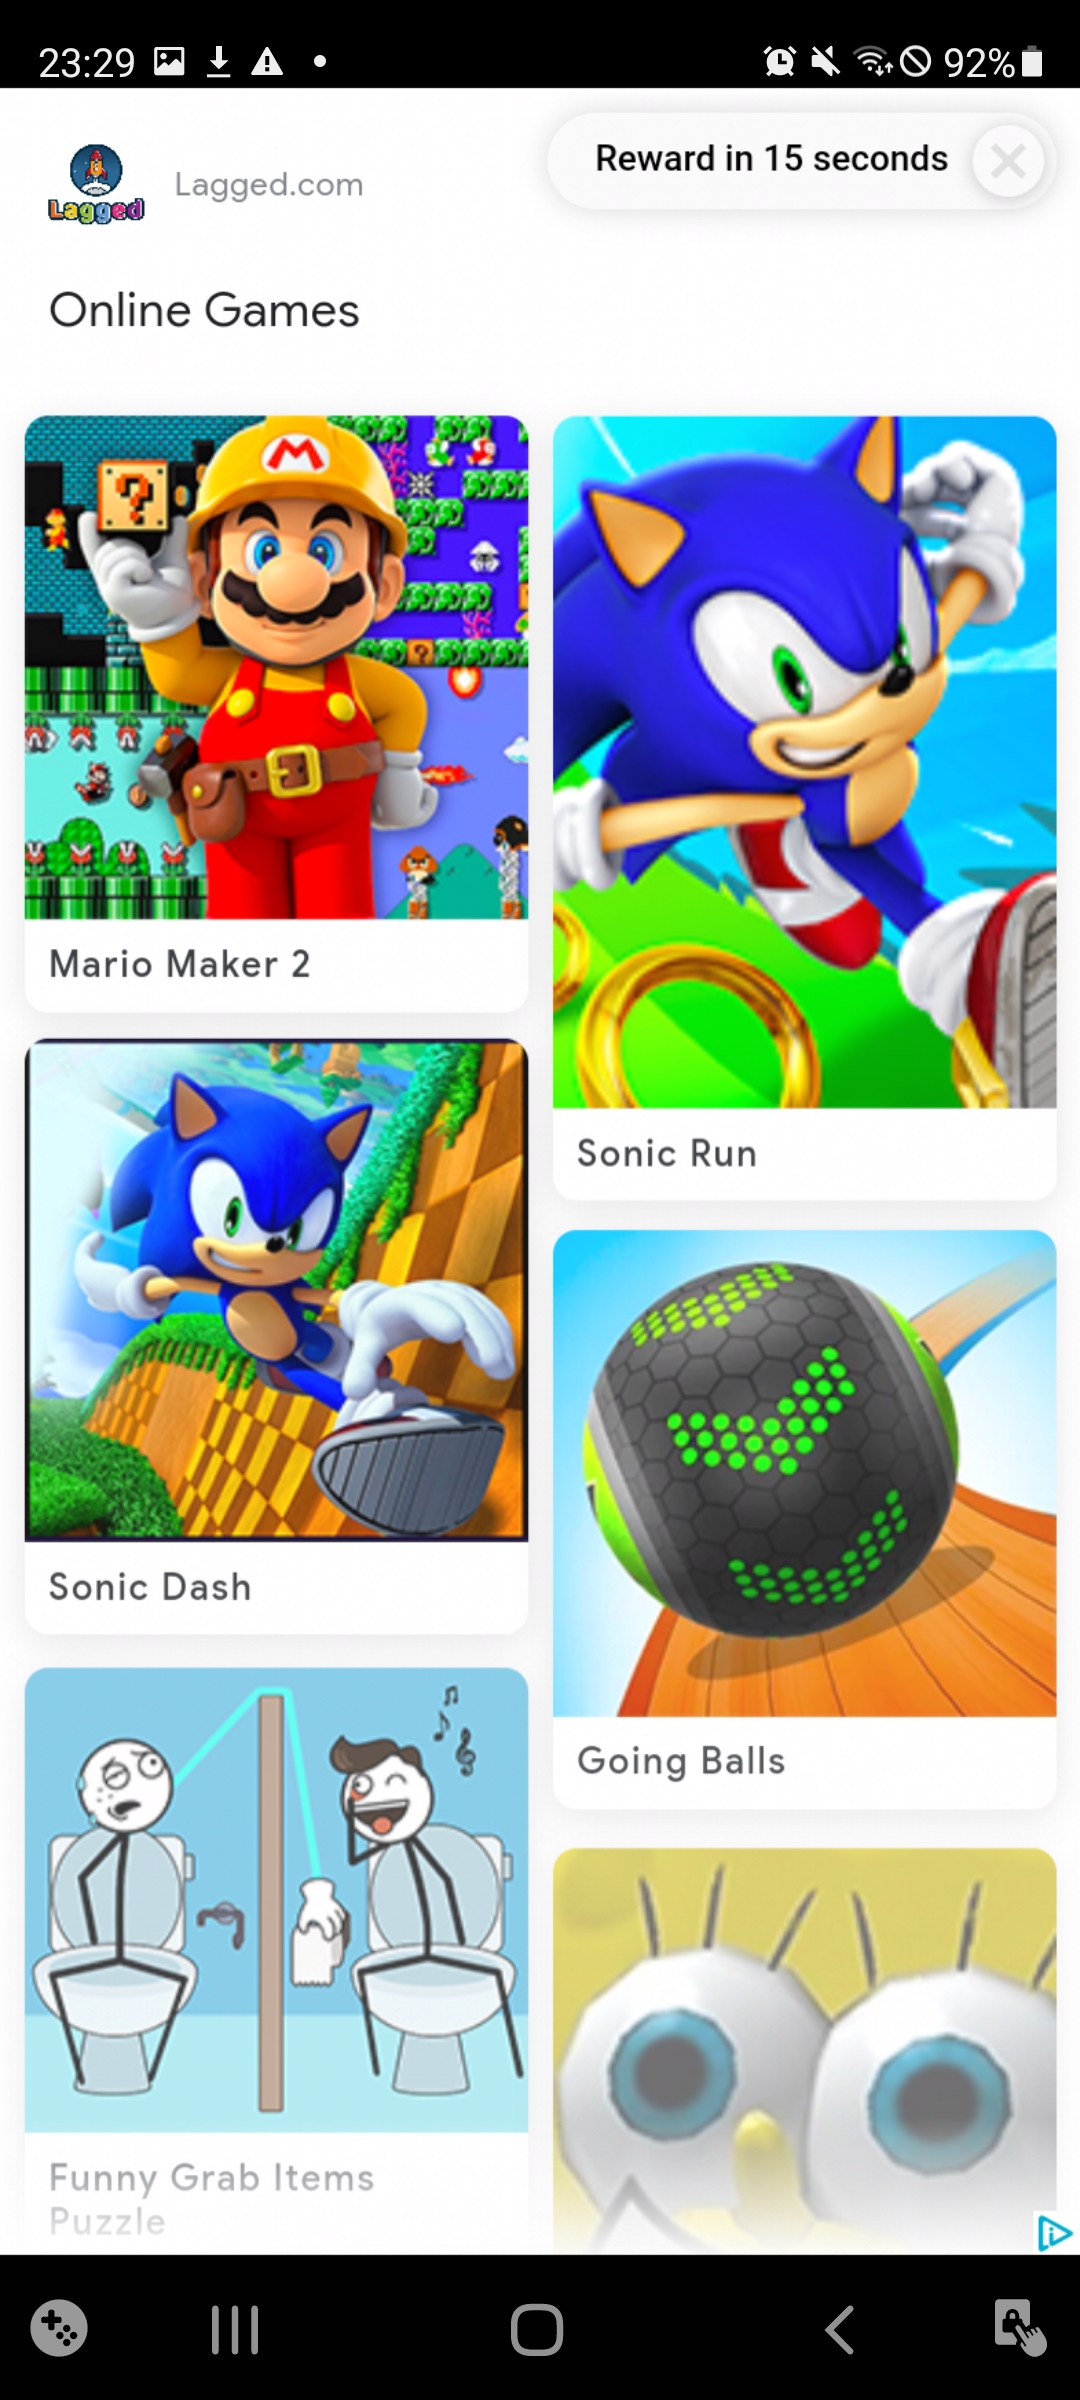 23:29
92%
Reward in 15 seconds
Lagged
Lagged.com
Online Games
M
?
Mario Maker 2
Sonic Run
Sonic Dash
Going Balls
Funny Grab Items
Puzzle